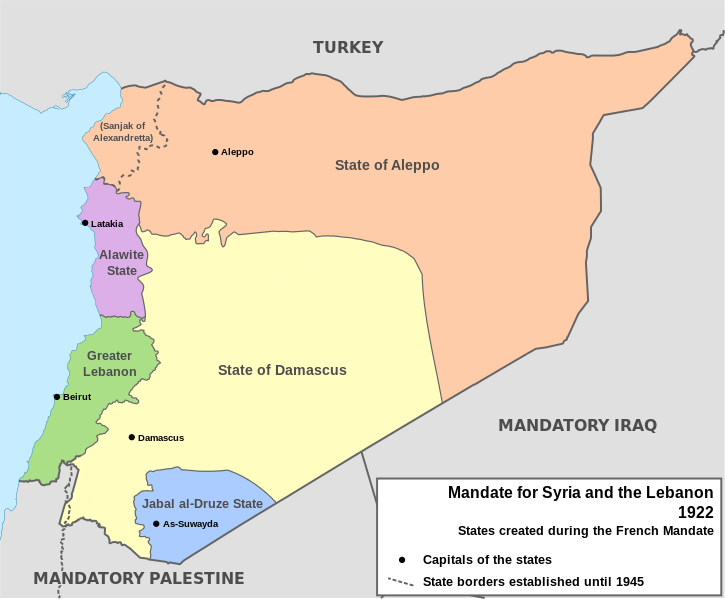 TURKEY
(Sanjak of
Alexandretta)
Aleppo
State of Aleppo
Latakia
Alawite
State
Greater
Lebanon
State of Damascus
Beirut
MANDATORY IRAQ
Damascus
Jabal al-Druze State
As-Suwayda
MANDATORY PALESTINE
Mandate for Syria and the Lebanon
1922
States created during the French Mandate
Capitals of the states
State borders established until 1945